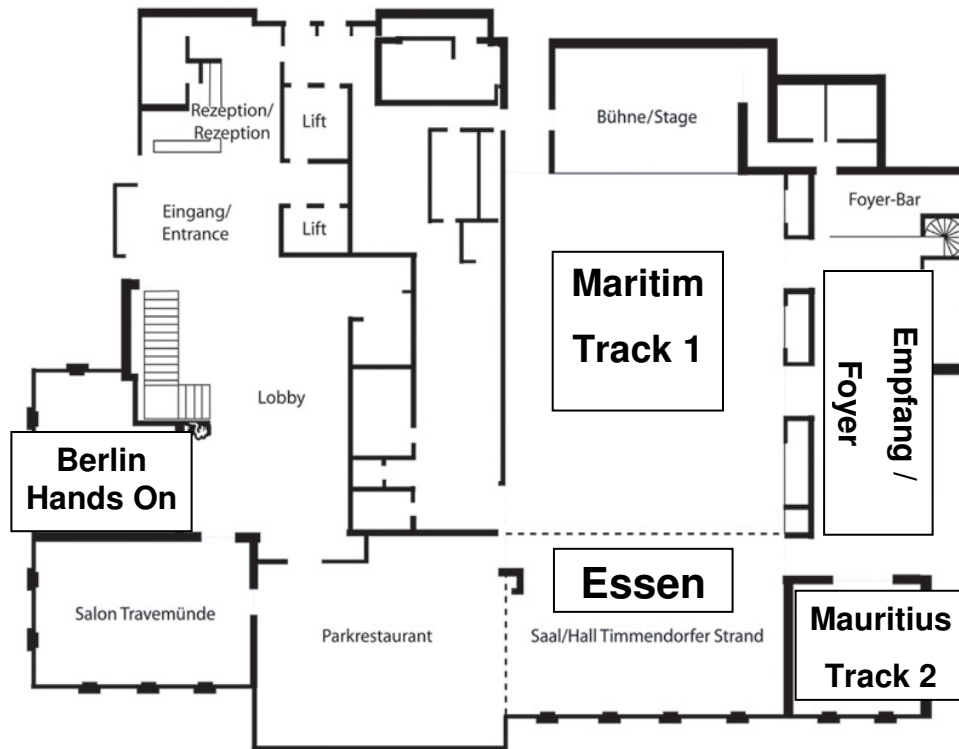 Rezeption/
Rezeption
Lift
Bühne/Stage
Eingang/
Entrance
Lift
Foyer-Bar
Maritim
Track 1
Empfang /
Foyer
Lobby
Berlin
Hands On
Essen
Salon Travemünde
Parkrestaurant
Saal/Hall Timmendorfer Strand
Mauritius
Track 2